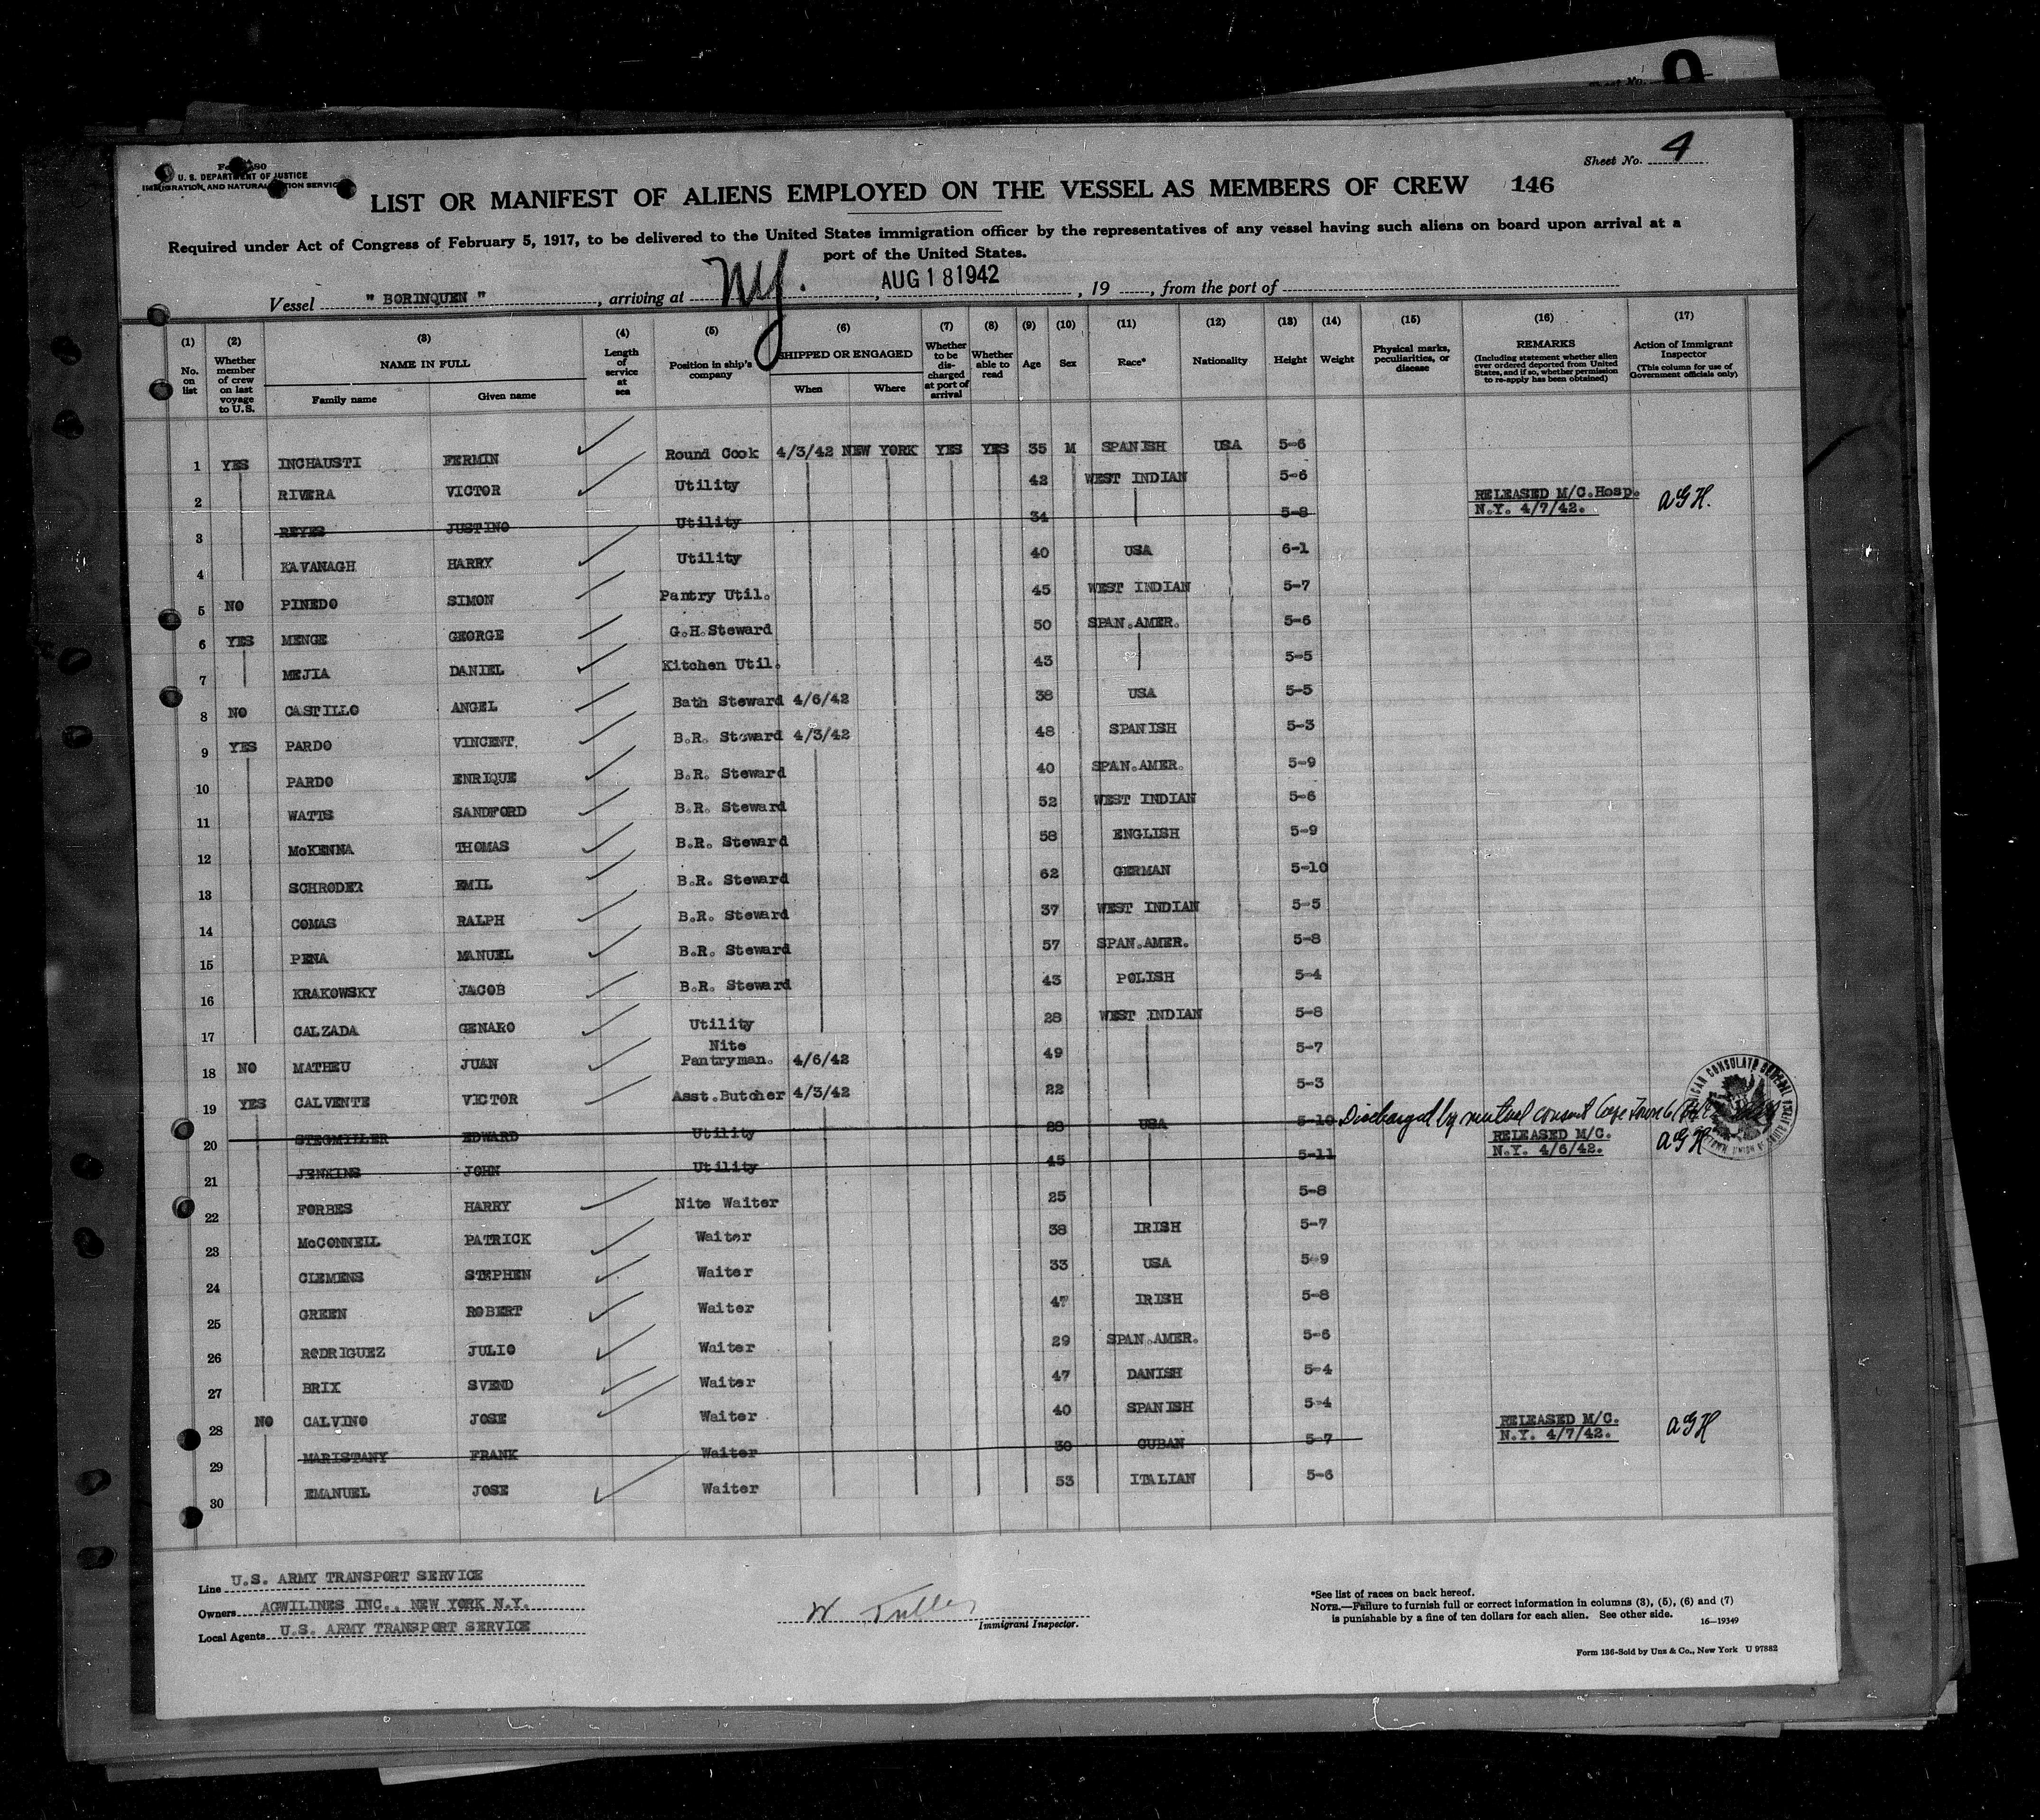 Sheet No.
Sheet No. 4
U. S. DEPARTMENT OF JUSTICE
IMMIGRATION AND NATURALIZATION SERVICE
LIST OR MANIFEST OF ALIENS EMPLOYED ON THE VESSEL AS MEMBERS OF CREW 146
Required under Act of Congress of February 5, 1917, to be delivered to the United States immigration officer by the representatives of any vessel having such aliens on board upon arrival at a
port of the United States.
Vessel " BORINQUEN ", arriving at NY. , AUG 18 1942 , 19 , from the port of
(1) (2) (3) (4) (5) (6) (7) (8) (9) (10) (11) (12) (13) (14) (15) (16) (17)
No. on list
Whether member of crew on last voyage to U.S.
NAME IN FULL
Family name Given name
Length of service at sea
Position in ship's company
SHIPPED OR ENGAGED
When Where
Whether to be discharged at port of arrival
Whether able to read
Age
Sex
Race*
Nationality
Height
Weight
Physical marks, peculiarities, or disease
REMARKS
(Including statement whether alien ever ordered deported from United States, and if so, whether permission to re-apply has been obtained)
Action of Immigrant Inspector
(This column for use of Government officials only)
1 YES INCHAUSTI FERMIN Round Cook 4/3/42 NEW YORK YES YES 35 M SPANISH USA 5-6
2 RIVERA VICTOR Utility 42 WEST INDIAN 5-6
RELEASED M/C.Hosp.
N.Y. 4/7/42. AGH.
3 REYES JUSTINO Utility 34 5-8
4 KAVANAGH HARRY Utility 40 USA 6-1
5 NO PINEDO SIMON Pantry Util. 45 WEST INDIAN 5-7
6 YES MENGE GEORGE G.H.Steward 50 SPAN.AMER. 5-6
7 MEJIA DANIEL Kitchen Util. 43 5-5
8 NO CASTILLO ANGEL Bath Steward 4/6/42 38 USA 5-5
9 YES PARDO VINCENT. B.R. Steward 4/3/42 48 SPANISH 5-3
10 PARDO ENRIQUE B.R. Steward 40 SPAN.AMER. 5-9
11 WATTS SANDFORD B.R. Steward 52 WEST INDIAN 5-6
12 McKENNA THOMAS B.R. Steward 58 ENGLISH 5-9
13 SCHRODER EMIL B.R. Steward 62 GERMAN 5-10
14 COMAS RALPH B.R. Steward 37 WEST INDIAN 5-5
15 PENA MANUEL B.R. Steward 57 SPAN.AMER. 5-8
16 KRAKOWSKY JACOB B.R. Steward 43 POLISH 5-4
17 CALZADA GENARO Utility 28 WEST INDIAN 5-8
18 NO MATHEU JUAN Nite Pantryman. 4/6/42 49 5-7
19 YES CALVENTE VICTOR Asst.Butcher 4/3/42 22 5-3
20 STEGMILLER EDWARD Utility 28 USA 5-10 Discharged by mutual consent Cape Town
RELEASED M/C.
N.Y. 4/6/42. AGH
21 JENKINS JOHN Utility 45 5-11
22 FORBES HARRY Nite Waiter 25 5-8
23 McCONNELL PATRICK Waiter 38 IRISH 5-7
24 CLEMENS STEPHEN Waiter 33 USA 5-9
25 GREEN ROBERT Waiter 47 IRISH 5-8
26 RODRIGUEZ JULIO Waiter 29 SPAN.AMER. 5-6
27 BRIX SVEND Waiter 47 DANISH 5-4
28 NO CALVINO JOSE Waiter 40 SPANISH 5-4
RELEASED M/C.
N.Y. 4/7/42. AGH
29 MARISTANY FRANK Waiter 30 CUBAN 5-7
30 EMANUEL JOSE Waiter 53 ITALIAN 5-6
Line U.S. ARMY TRANSPORT SERVICE
Owners AGWILINES INC., NEW YORK N.Y.
Local Agents U.S. ARMY TRANSPORT SERVICE
W
Immigrant Inspector.
*See list of races on back hereof.
NOTE.—Failure to furnish full or correct information in columns (3), (5), (6) and (7)
is punishable by a fine of ten dollars for each alien. See other side.
16—19349
Form 136-Sold by Unz & Co., New York U 97882